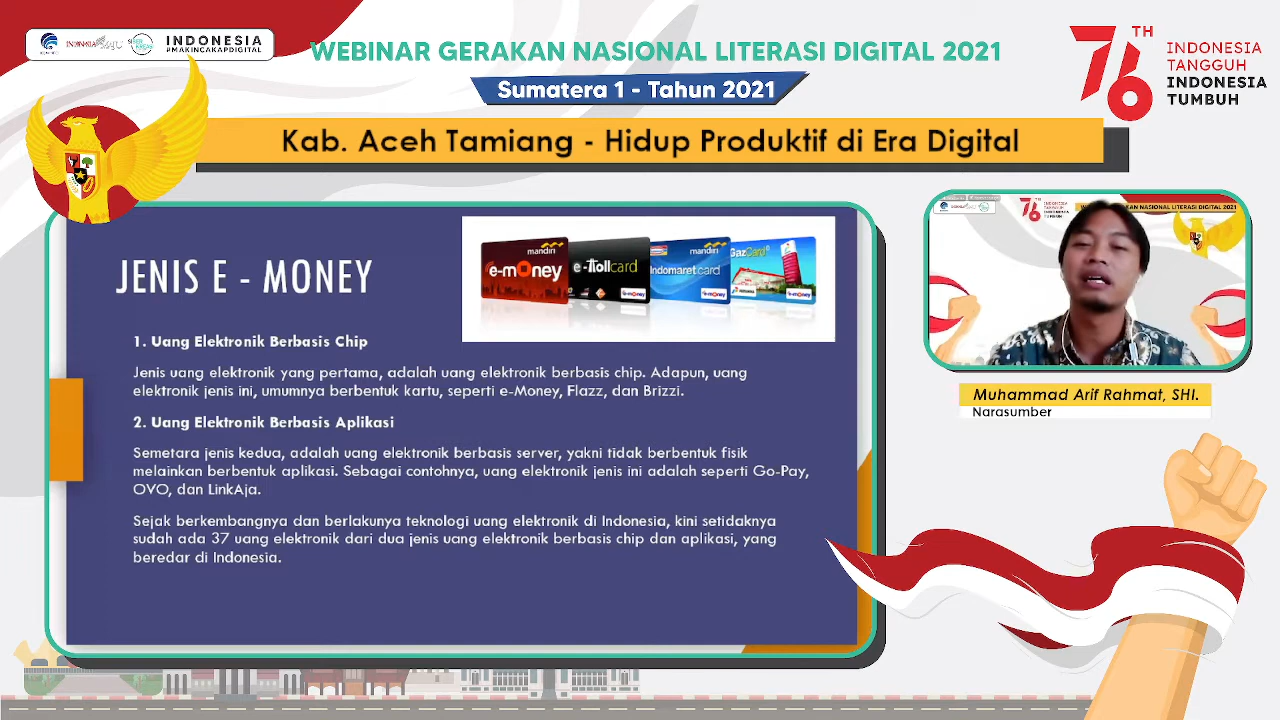 INDONESIA
#MAKINCAKAPDIGITAL
WEBINAR GERAKAN NASIONAL LITERASI DIGITAL 2021
Sumatera 1 - Tahun 2021
76TH
INDONESIA
TANGGUH
INDONESIA
TUMBUH
Kab. Aceh Tamiang - Hidup Produktif di Era Digital
JENIS E - MONEY
mandiri
e-money
e-Tollcard
mandiri
Indomaret card
GazCard
1. Uang Elektronik Berbasis Chip
Jenis uang elektronik yang pertama, adalah uang elektronik berbasis chip. Adapun, uang
elektronik jenis ini, umumnya berbentuk kartu, seperti e-Money, Flazz, dan Brizzi.
2. Uang Elektronik Berbasis Aplikasi
Semetara jenis kedua, adalah uang elektronik berbasis server, yakni tidak berbentuk fisik
melainkan berbentuk aplikasi. Sebagai contohnya, uang elektronik jenis ini adalah seperti Go-Pay,
OVO, dan LinkAja.
Sejak berkembangnya dan berlakunya teknologi uang elektronik di Indonesia, kini setidaknya
sudah ada 37 uang elektronik dari dua jenis uang elektronik berbasis chip dan aplikasi, yang
beredar di Indonesia.
GERAKAN NASIONAL LITERASI DIGITAL 2021
Muhammad Arif Rahmat, SHI.
Narasumber